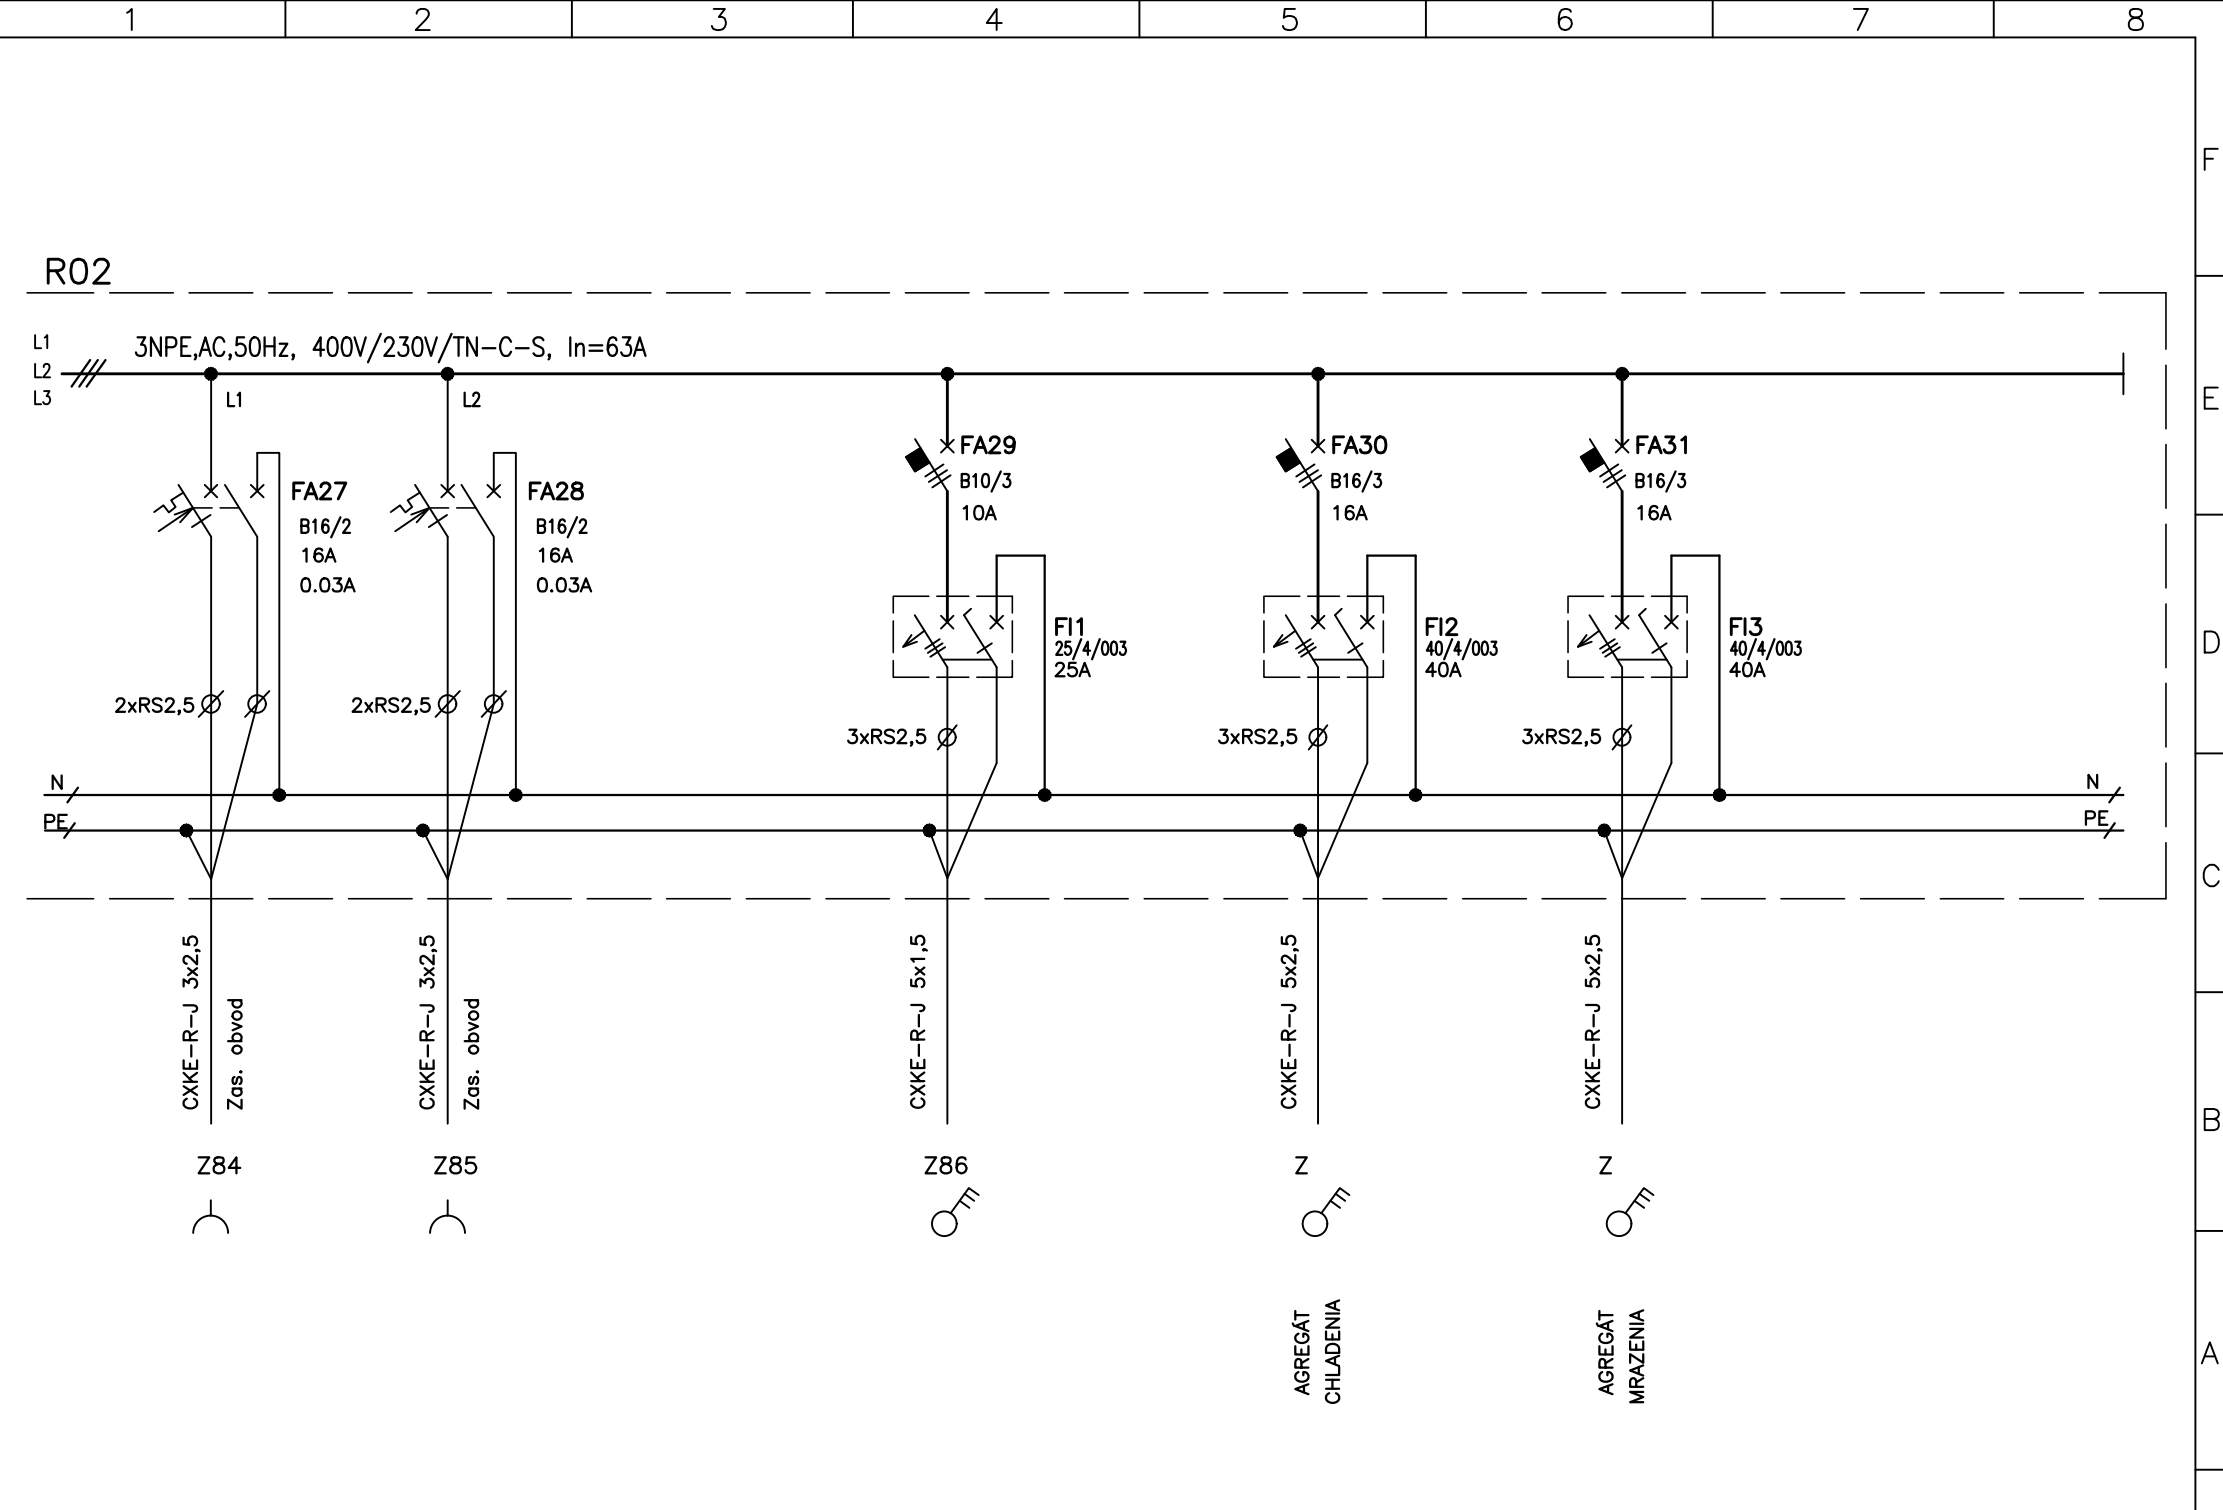 1 2 3 4 5 6 7 8
F
R02
L1
3NPE,AC,50Hz, 400V/230V/TN-C-S, In=63A
L2
L3
L1
L2
E
FA29
FA30
FA31
B10/3
B16/3
B16/3
10A
16A
16A
FA27
FA28
B16/2
B16/2
16A
16A
0.03A
0.03A
FI1
25/4/003
25A
FI2
40/4/003
40A
FI3
40/4/003
40A
D
2xRS2,5
2xRS2,5
3xRS2,5
3xRS2,5
3xRS2,5
N
N
PE
PE
C
CXKE-R-J 3x2,5
Zas. obvod
CXKE-R-J 3x2,5
Zas. obvod
CXKE-R-J 5x1,5
CXKE-R-J 5x2,5
CXKE-R-J 5x2,5
B
Z84
Z85
Z86
Z
Z
AGREGÁT
CHLADENIA
AGREGÁT
MRAZENIA
A